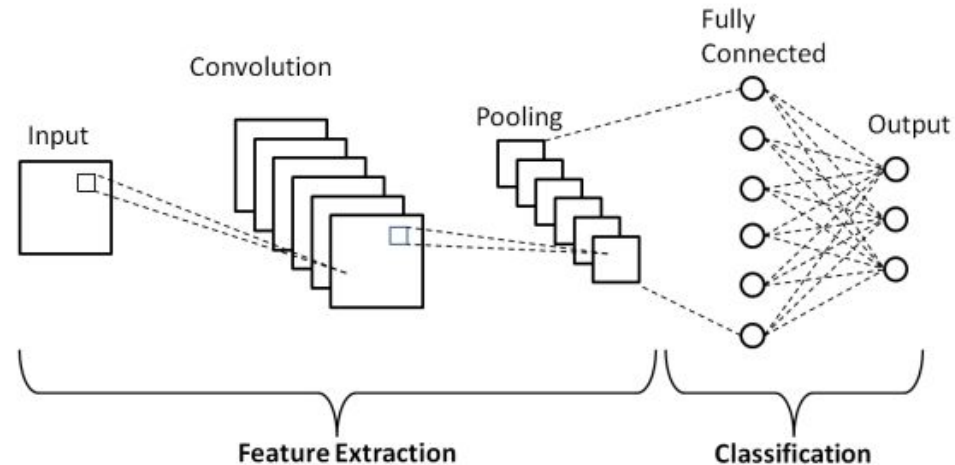 Input
Convolution
Pooling
Fully
Connected
Output
Feature Extraction
Classification